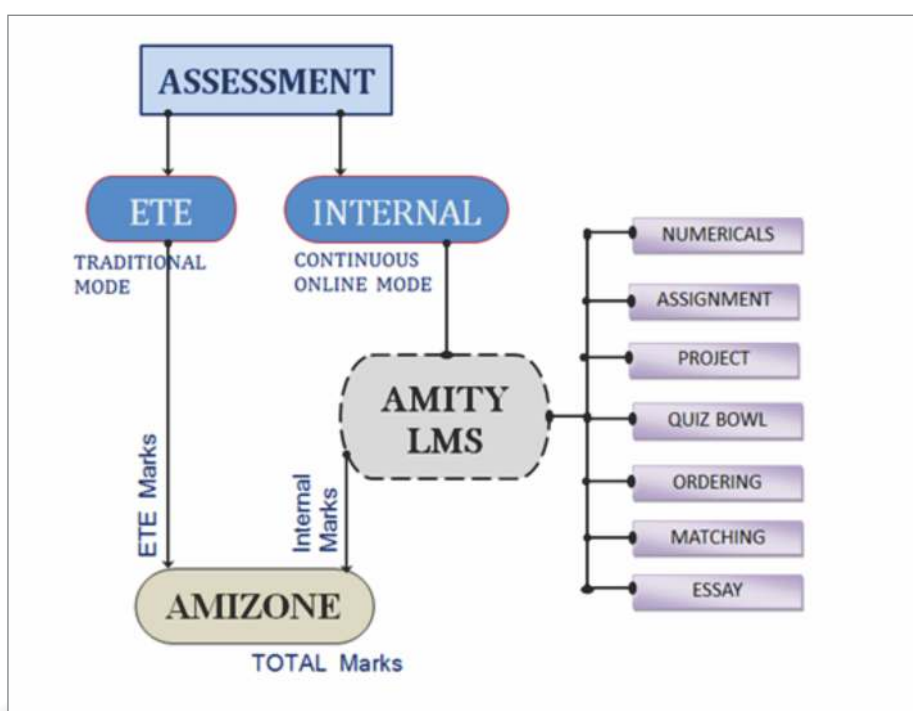 ASSESSMENT
ETE
INTERNAL
TRADITIONAL
MODE
CONTINUOUS
ONLINE MODE
NUMERICALS
ASSIGNMENT
PROJECT
QUIZ BOWL
ORDERING
MATCHING
ESSAY
AMITY
LMS
ETE Marks
Internal
Marks
AMIZONE
TOTAL Marks